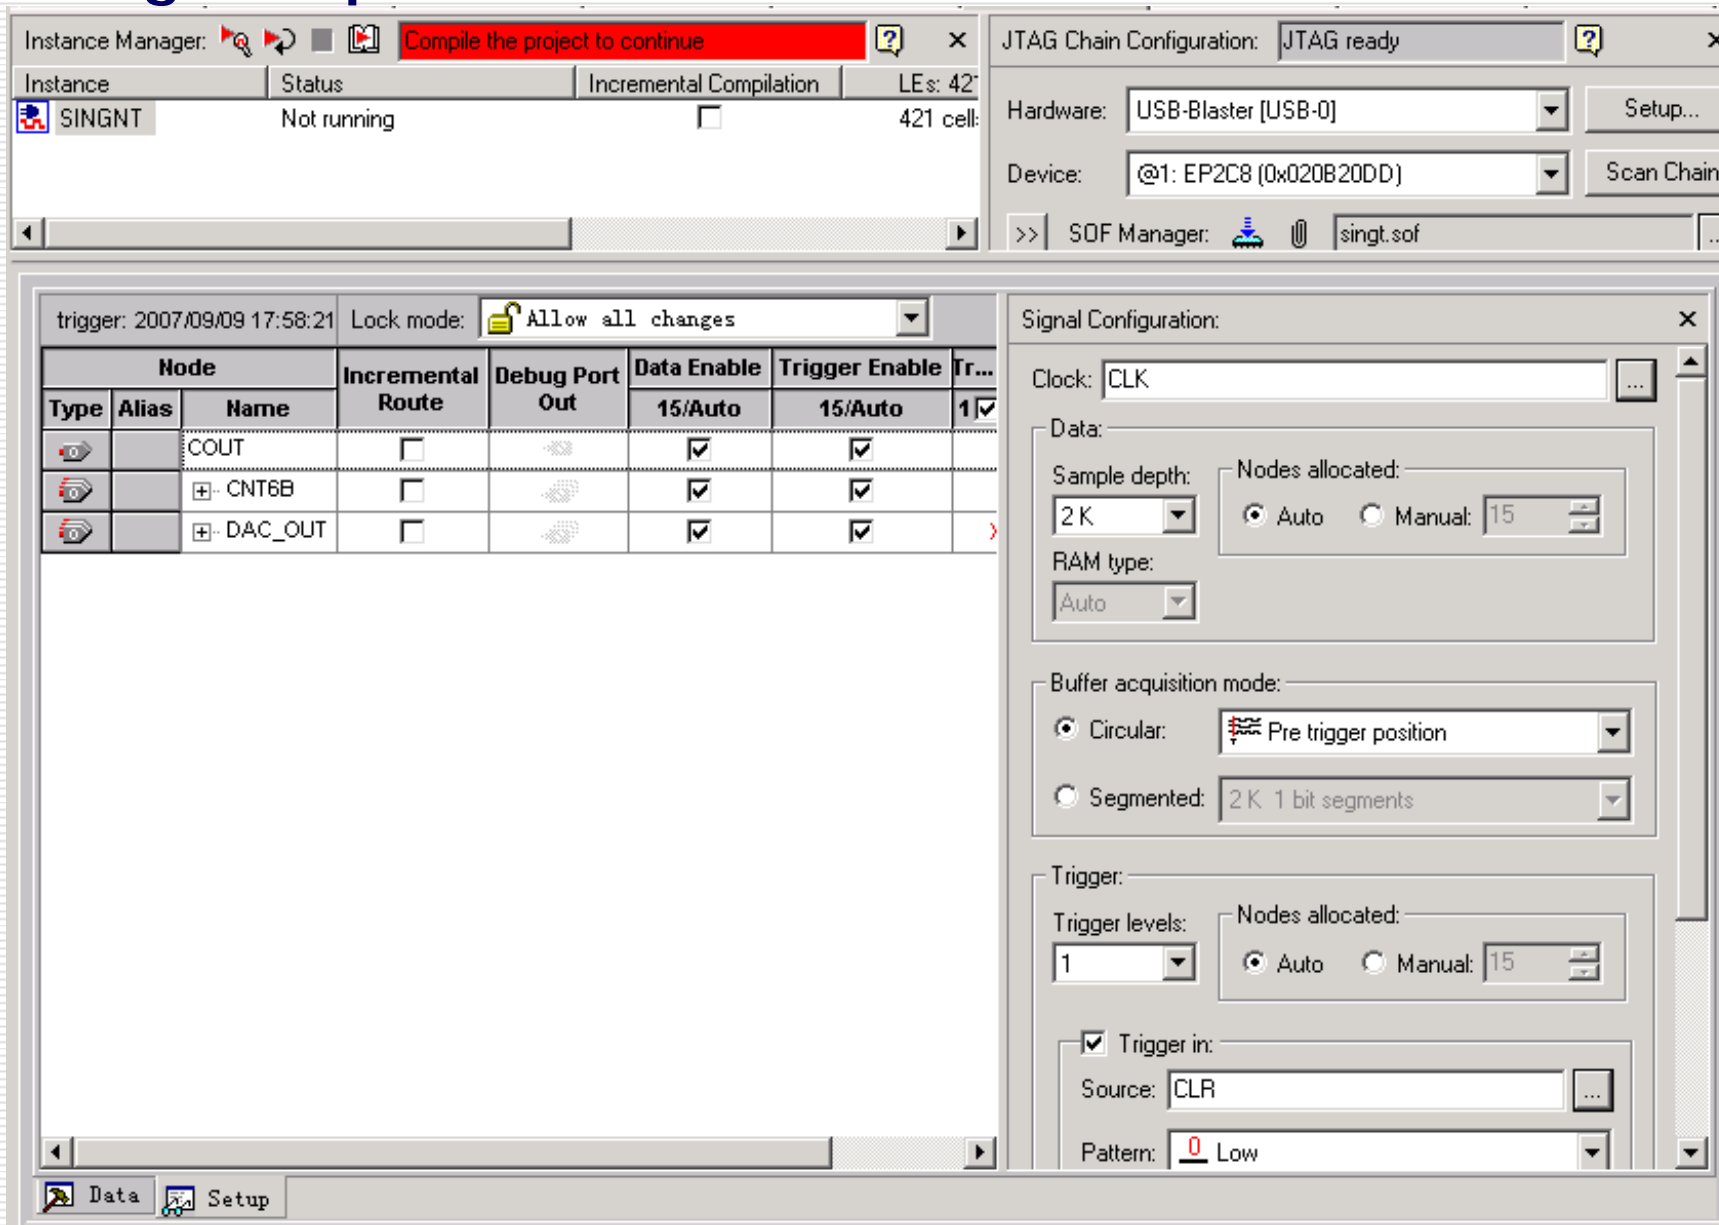 Instance Manager: Compile the project to continue
Instance Status Incremental Compilation LEs: 421
SINGNT Not running 421 cells
JTAG Chain Configuration: JTAG ready
Hardware: USB-Blaster [USB-0] Setup...
Device: @1: EP2C8 (0x020B20DD) Scan Chain
>> SOF Manager: singt.sof ...
trigger: 2007/09/09 17:58:21 Lock mode: Allow all changes
Node Incremental Route Debug Port Out Data Enable Trigger Enable Tr...
Type Alias Name 15/Auto 15/Auto 1
COUT
CNT6B
DAC_OUT
Signal Configuration:
Clock: CLK ...
Data:
Sample depth: Nodes allocated:
2 K Auto Manual: 15
RAM type:
Auto
Buffer acquisition mode:
Circular: Pre trigger position
Segmented: 2 K 1 bit segments
Trigger:
Trigger levels: Nodes allocated:
1 Auto Manual: 15
Trigger in:
Source: CLR ...
Pattern: 0 Low
Data Setup